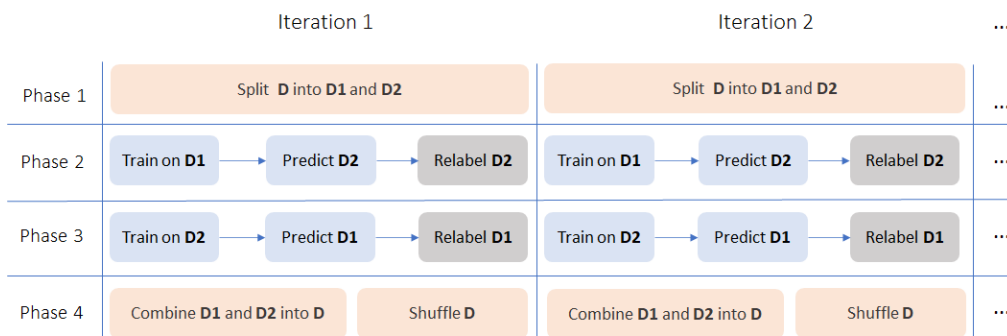 Iteration 1 Iteration 2 ...
Phase 1 Split D into D1 and D2 Split D into D1 and D2 ...
Phase 2 Train on D1 Predict D2 Relabel D2 Train on D1 Predict D2 Relabel D2 ...
Phase 3 Train on D2 Predict D1 Relabel D1 Train on D2 Predict D1 Relabel D1 ...
Phase 4 Combine D1 and D2 into D Shuffle D Combine D1 and D2 into D Shuffle D ...